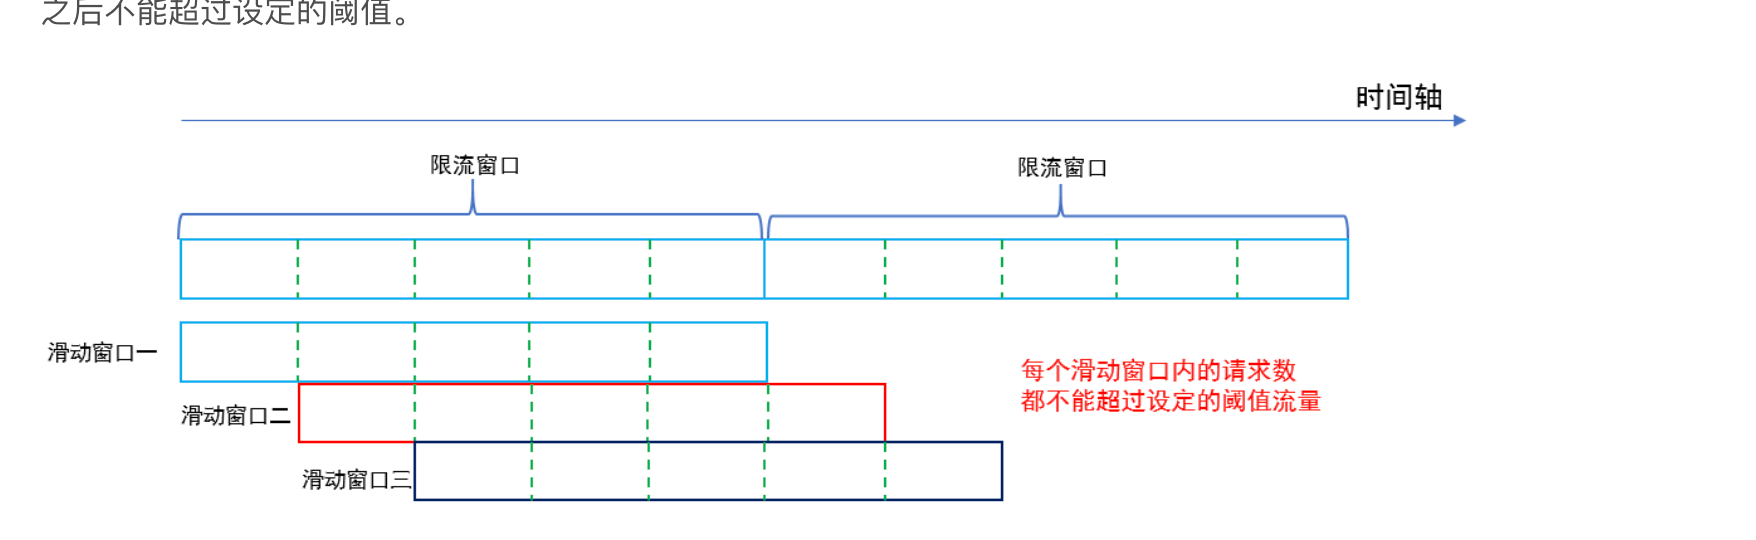 之后不能超过设定的阈值。
时间轴
限流窗口
限流窗口
滑动窗口一
每个滑动窗口内的请求数
都不能超过设定的阈值流量
滑动窗口二
滑动窗口三